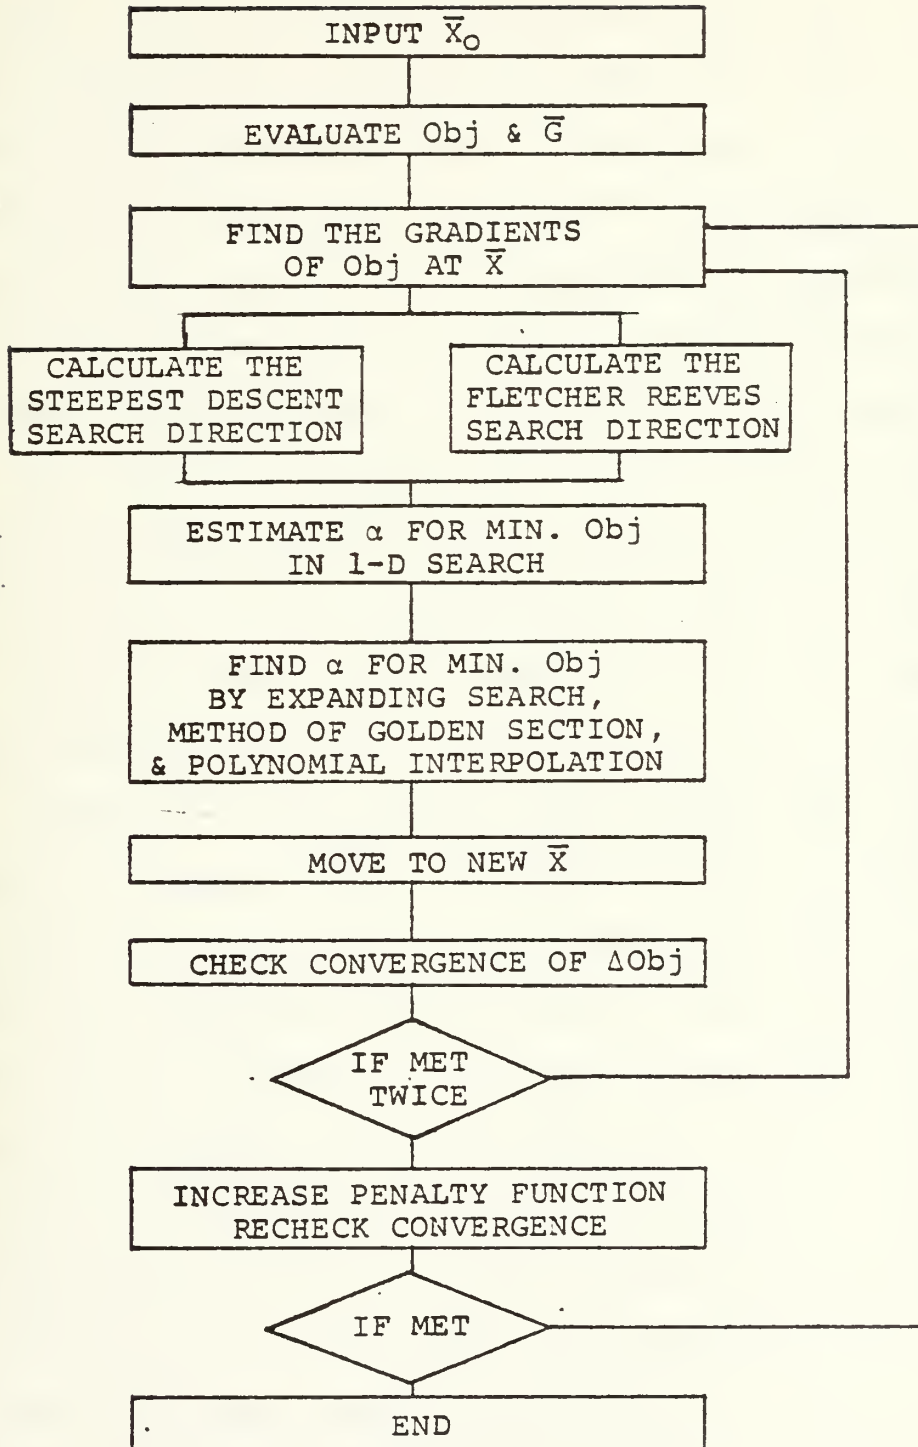 INPUT X̅₀
EVALUATE Obj & G̅
FIND THE GRADIENTS
OF Obj AT X̅
CALCULATE THE
STEEPEST DESCENT
SEARCH DIRECTION
CALCULATE THE
FLETCHER REEVES
SEARCH DIRECTION
ESTIMATE α FOR MIN. Obj
IN 1-D SEARCH
FIND α FOR MIN. Obj
BY EXPANDING SEARCH,
METHOD OF GOLDEN SECTION,
& POLYNOMIAL INTERPOLATION
MOVE TO NEW X̅
CHECK CONVERGENCE OF ΔObj
IF MET
TWICE
INCREASE PENALTY FUNCTION
RECHECK CONVERGENCE
IF MET
END